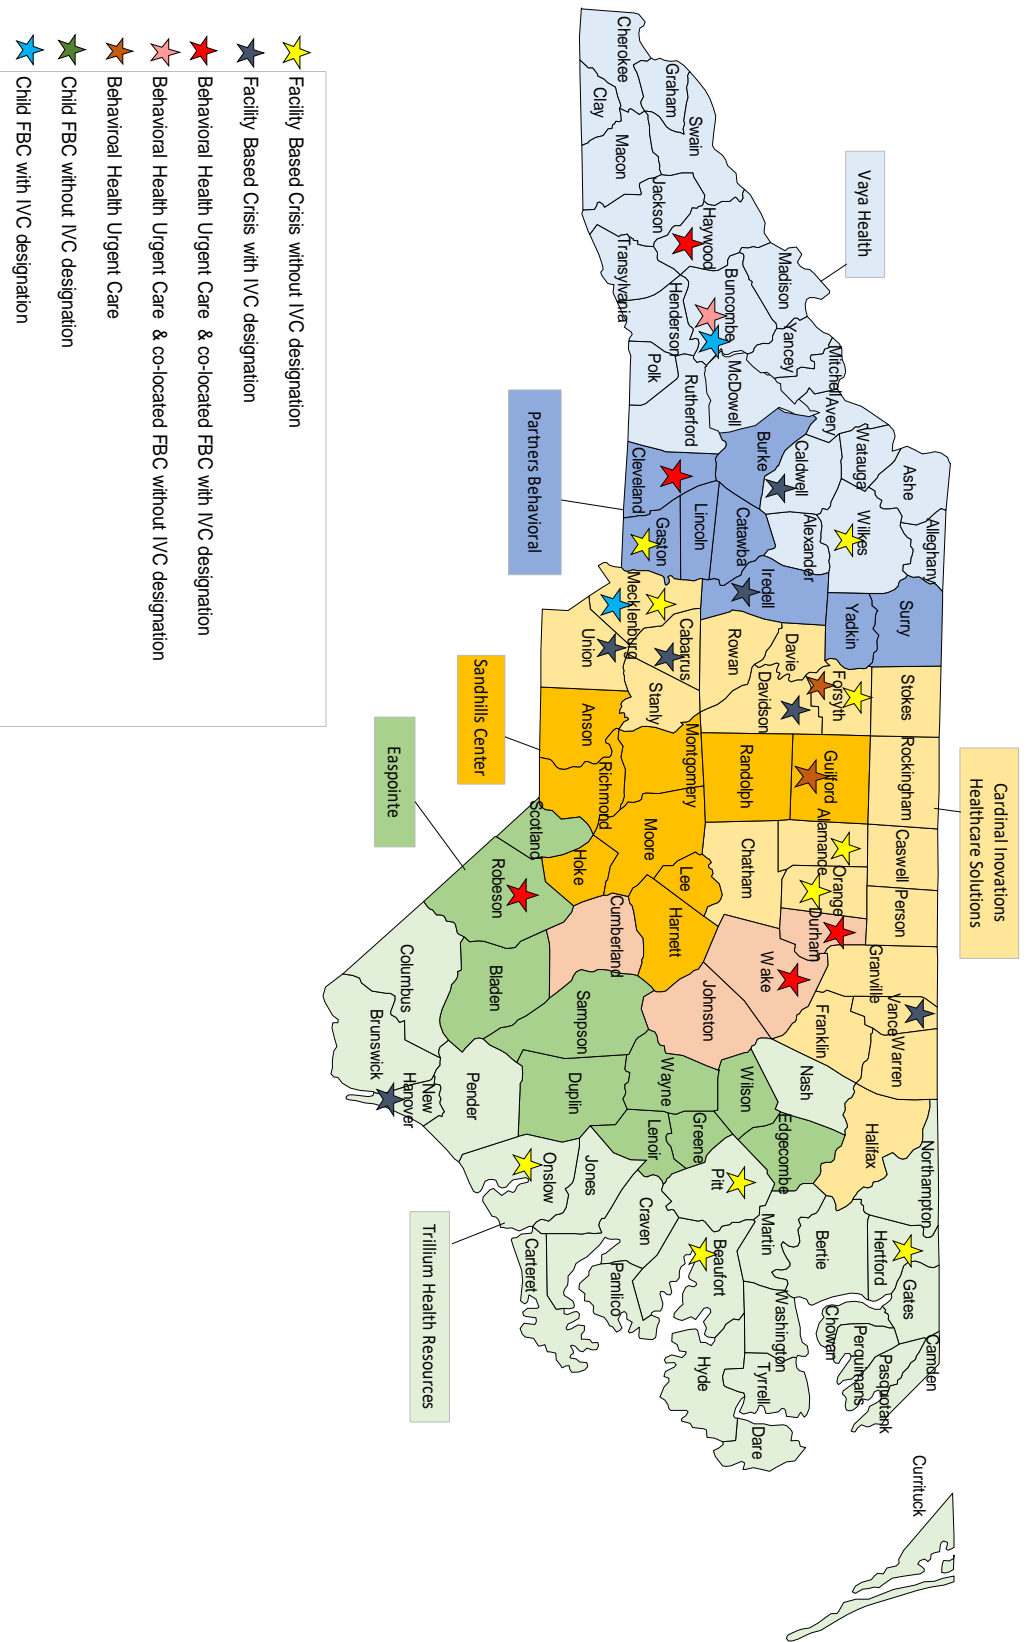 Cardinal Inovations
Healthcare Solutions
Vaya Health
Partners Behavioral
Sandhills Center
Easpointe
Trillium Health Resources
Cherokee
Graham
Swain
Clay
Macon
Jackson
Haywood
Transylvania
Madison
Buncombe
Henderson
Yancey
Mitchell
Avery
McDowell
Polk
Rutherford
Burke
Caldwell
Watauga
Ashe
Alleghany
Wilkes
Alexander
Cleveland
Gaston
Lincoln
Catawba
Iredell
Yadkin
Surry
Mecklenburg
Cabarrus
Union
Stanly
Rowan
Davie
Davidson
Forsyth
Stokes
Rockingham
Guilford
Randolph
Montgomery
Anson
Richmond
Scotland
Hoke
Moore
Lee
Chatham
Alamance
Orange
Caswell
Person
Durham
Granville
Vance
Warren
Franklin
Wake
Harnett
Cumberland
Johnston
Robeson
Bladen
Columbus
Brunswick
New
Hanover
Pender
Sampson
Duplin
Wayne
Wilson
Nash
Halifax
Northampton
Edgecombe
Greene
Lenoir
Pitt
Onslow
Jones
Craven
Carteret
Pamlico
Beaufort
Martin
Bertie
Hertford
Gates
Chowan
Perquimans
Pasquotank
Camden
Washington
Tyrrell
Hyde
Dare
Currituck
Facility Based Crisis without IVC designation
Facility Based Crisis with IVC designation
Behavioral Health Urgent Care & co-located FBC with IVC designation
Behavioral Health Urgent Care & co-located FBC without IVC designation
Behaviroal Health Urgent Care
Child FBC without IVC designation
Child FBC with IVC designation